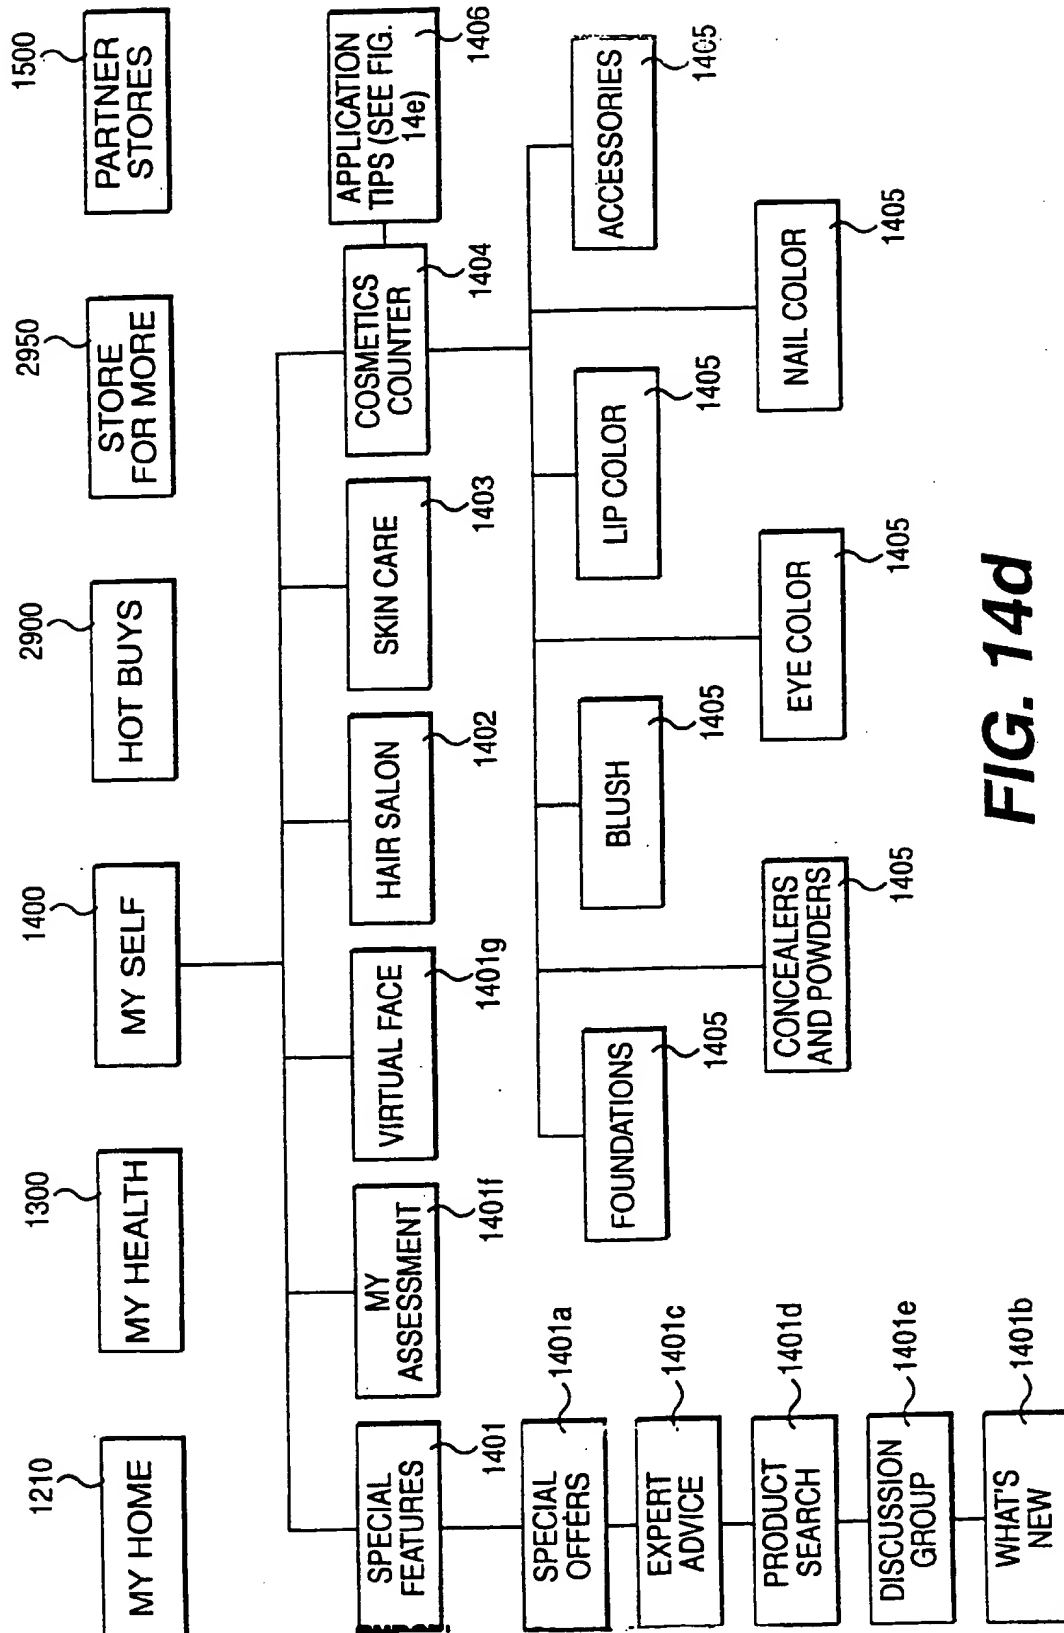 1210
MY HOME
1300
MY HEALTH
1400
MY SELF
2900
HOT BUYS
2950
STORE
FOR MORE
1500
PARTNER
STORES
SPECIAL
FEATURES
1401
MY
ASSESSMENT
1401f
VIRTUAL FACE
1401g
HAIR SALON
1402
SKIN CARE
1403
COSMETICS
COUNTER
1404
APPLICATION
TIPS (SEE FIG.
14e)
1406
SPECIAL
OFFERS
1401a
EXPERT
ADVICE
1401c
PRODUCT
SEARCH
1401d
DISCUSSION
GROUP
1401e
WHAT'S
NEW
1401b
FOUNDATIONS
1405
BLUSH
1405
LIP COLOR
1405
ACCESSORIES
1405
CONCEALERS
AND POWDERS
1405
EYE COLOR
1405
NAIL COLOR
1405
FIG. 14d